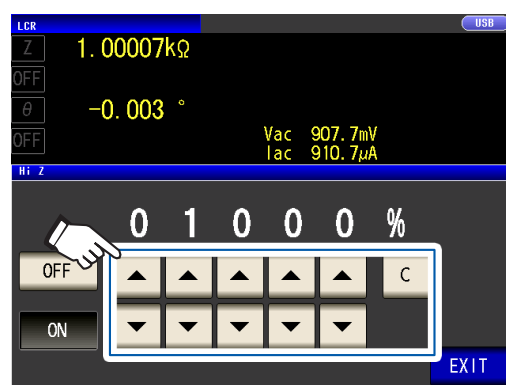 LCR USB
Z 1.00007kΩ
OFF
θ -0.003 °
OFF Vac 907.7mV
Iac 910.7μA
Hi Z
0 1 0 0 0 %
OFF ▲ ▲ ▲ ▲ ▲ C
ON ▼ ▼ ▼ ▼ ▼
EXIT